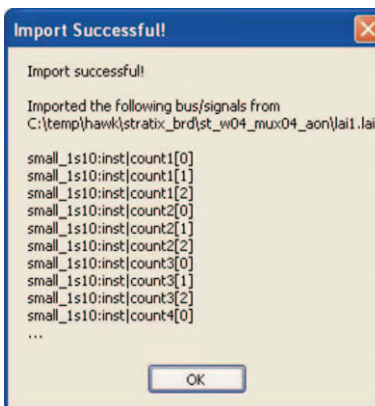 Import Successful!
Import successful!
Imported the following bus/signals from
C:\temp\hawk\stratix_brd\st_w04_mux04_aon\lai1.lai
small_1s10:inst|count1[0]
small_1s10:inst|count1[1]
small_1s10:inst|count1[2]
small_1s10:inst|count2[0]
small_1s10:inst|count2[1]
small_1s10:inst|count2[2]
small_1s10:inst|count3[0]
small_1s10:inst|count3[1]
small_1s10:inst|count3[2]
small_1s10:inst|count4[0]
...
OK